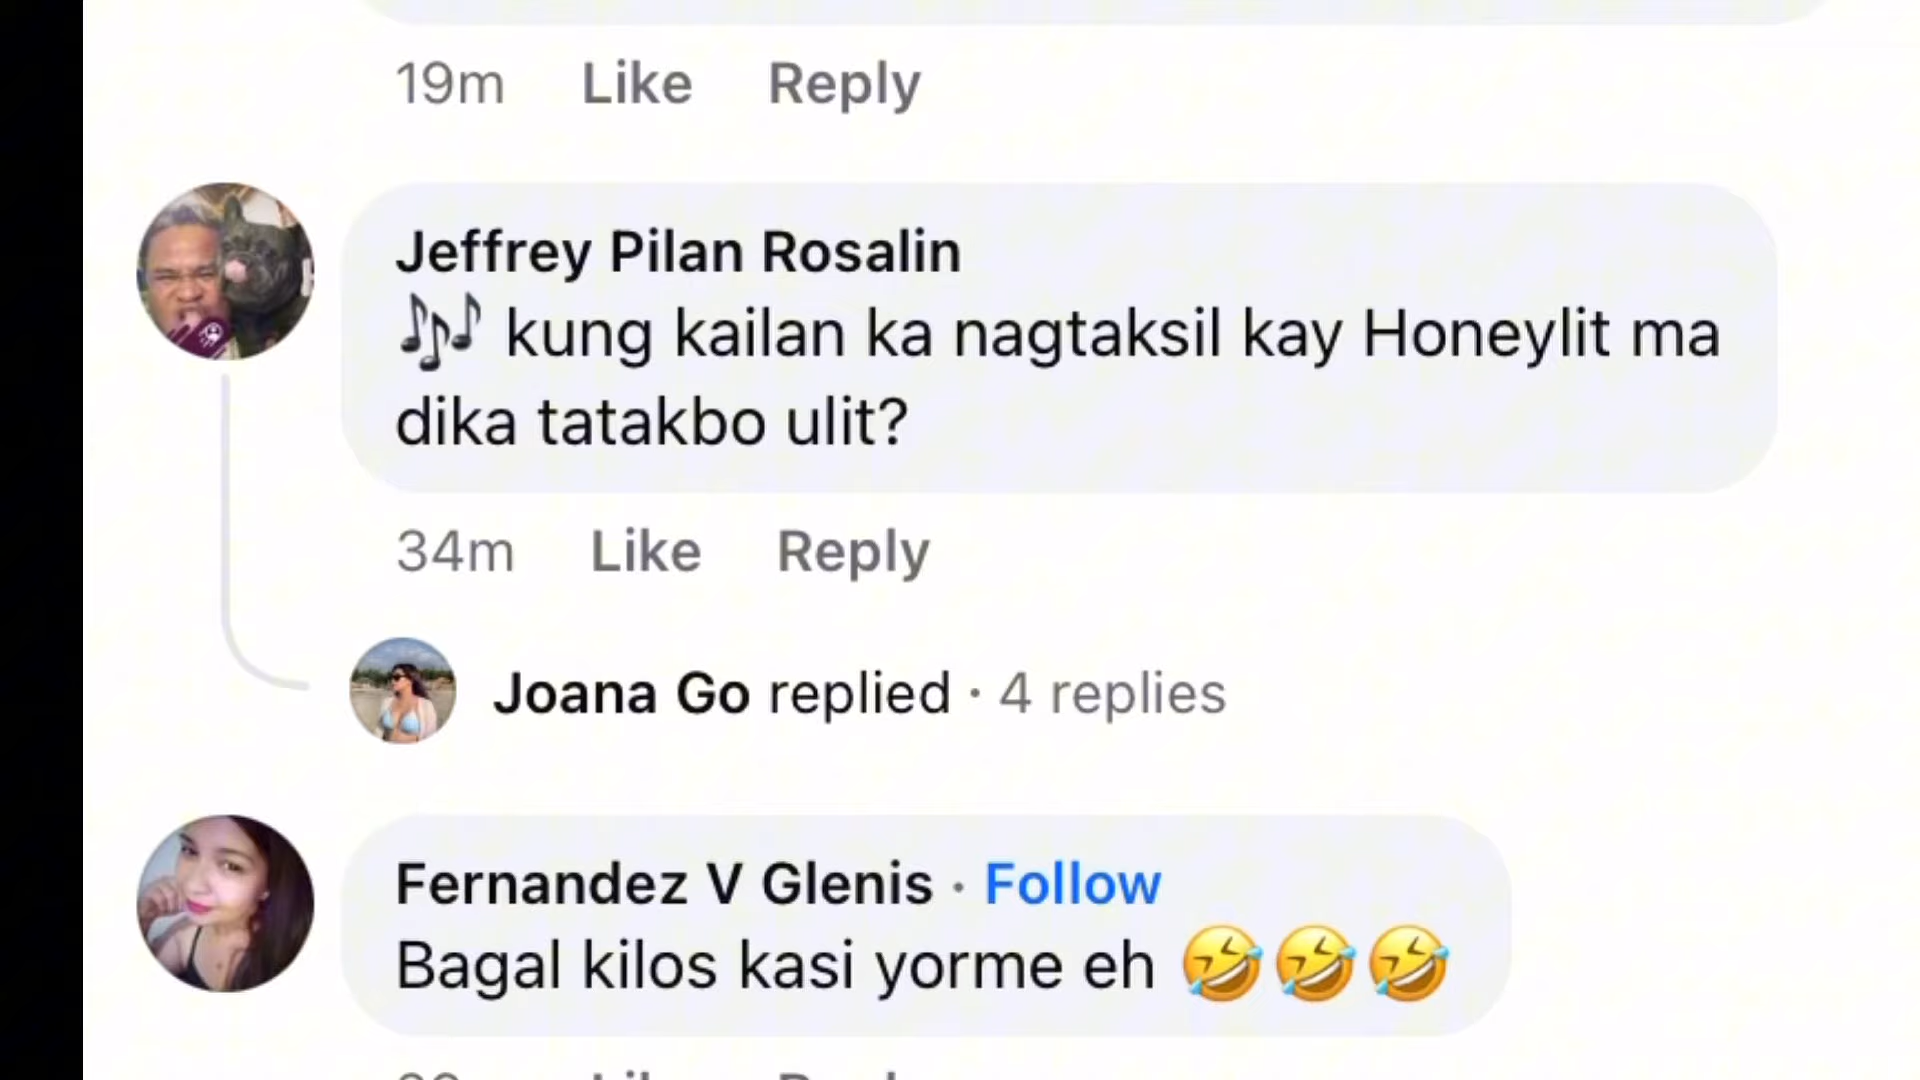 19m Like Reply
Jeffrey Pilan Rosalin
🎶 kung kailan ka nagtaksil kay Honeylit ma
dika tatakbo ulit?
34m Like Reply
Joana Go replied · 4 replies
Fernandez V Glenis · Follow
Bagal kilos kasi yorme eh 🤣🤣🤣